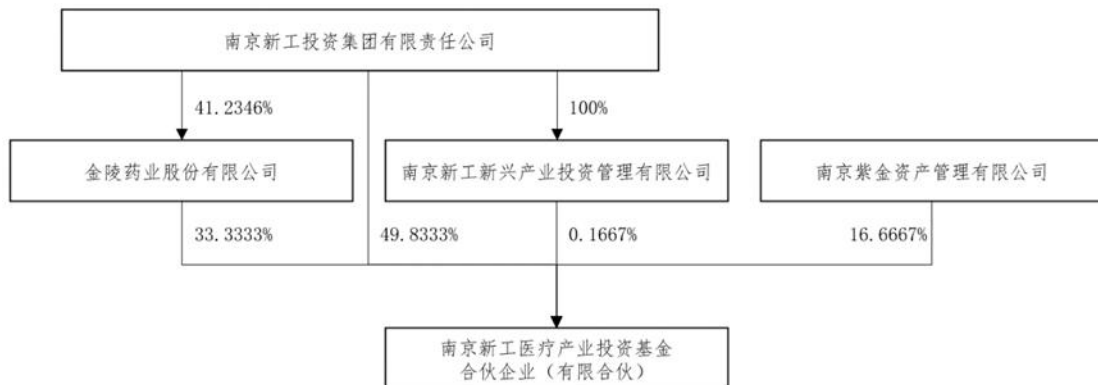 南京新工投资集团有限责任公司
41.2346%
100%
金陵药业股份有限公司
南京新工新兴产业投资管理有限公司
南京紫金资产管理有限公司
33.3333%
49.8333%
0.1667%
16.6667%
南京新工医疗产业投资基金
合伙企业（有限合伙）